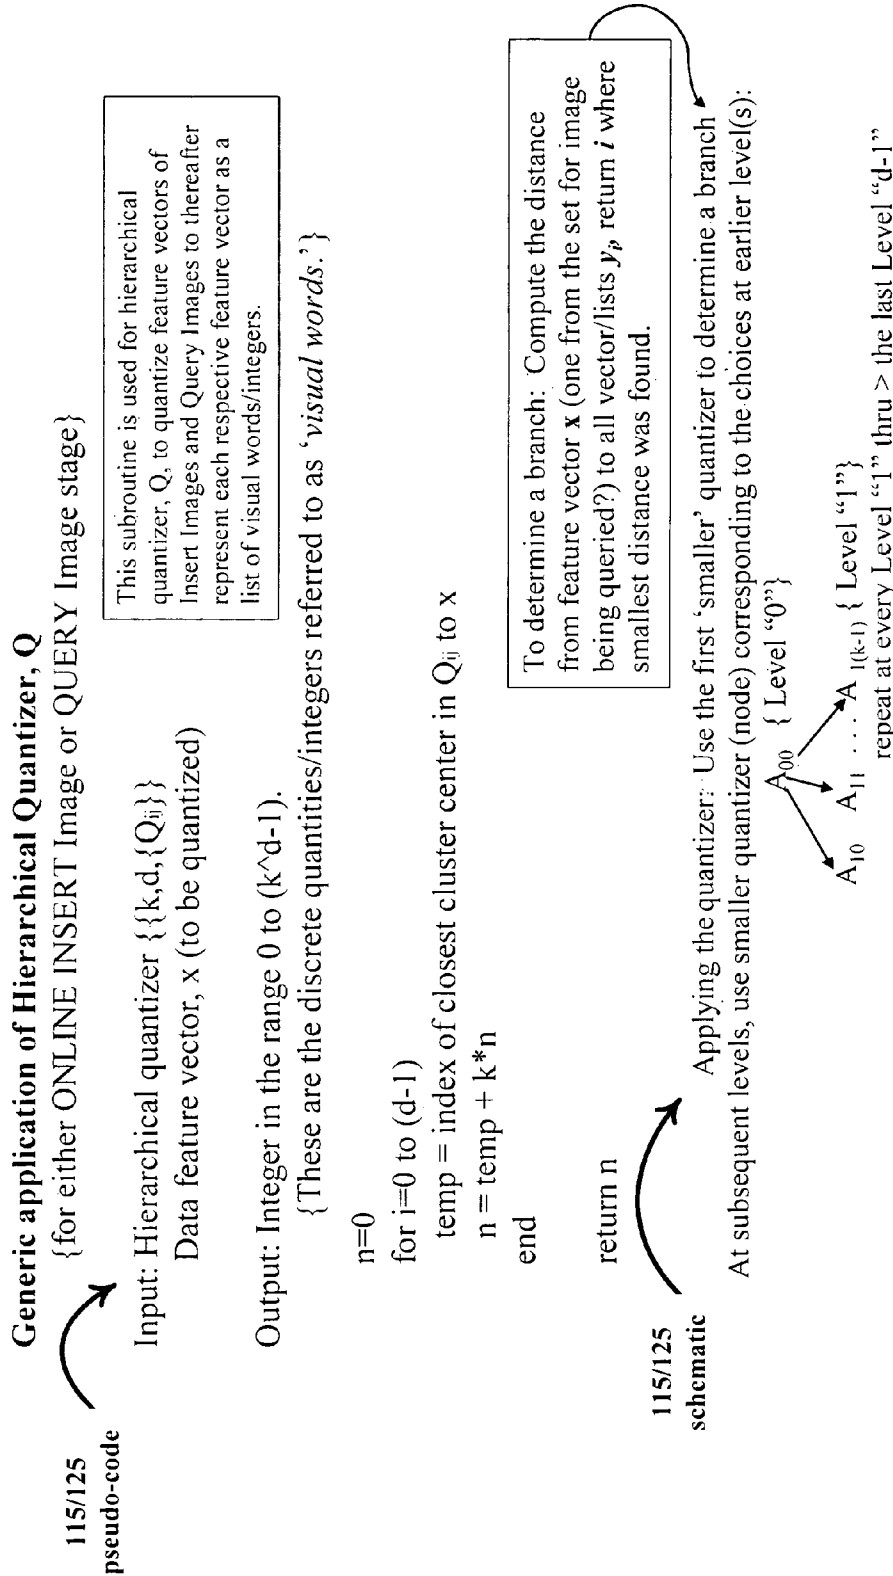 Generic application of Hierarchical Quantizer, Q
{for either ONLINE INSERT Image or QUERY Image stage}
115/125
pseudo-code
Input: Hierarchical quantizer {{k,d,{Qij}}
Data feature vector, x (to be quantized)
This subroutine is used for hierarchical
quantizer, Q, to quantize feature vectors of
Insert Images and Query Images to thereafter
represent each respective feature vector as a
list of visual words/integers.
Output: Integer in the range 0 to (k^d-1).
{These are the discrete quantities/integers referred to as ‘visual words.’}
n=0
for i=0 to (d-1)
temp = index of closest cluster center in Qij to x
n = temp + k*n
end
return n
To determine a branch: Compute the distance
from feature vector x (one from the set for image
being queried?) to all vector/lists yi, return i where
smallest distance was found.
115/125
schematic
Applying the quantizer: Use the first ‘smaller’ quantizer to determine a branch
At subsequent levels, use smaller quantizer (node) corresponding to the choices at earlier level(s):
A00 { Level “0”}
A10 A11 .... A1(k-1) { Level “1”}
repeat at every Level “1” thru > the last Level “d-1”